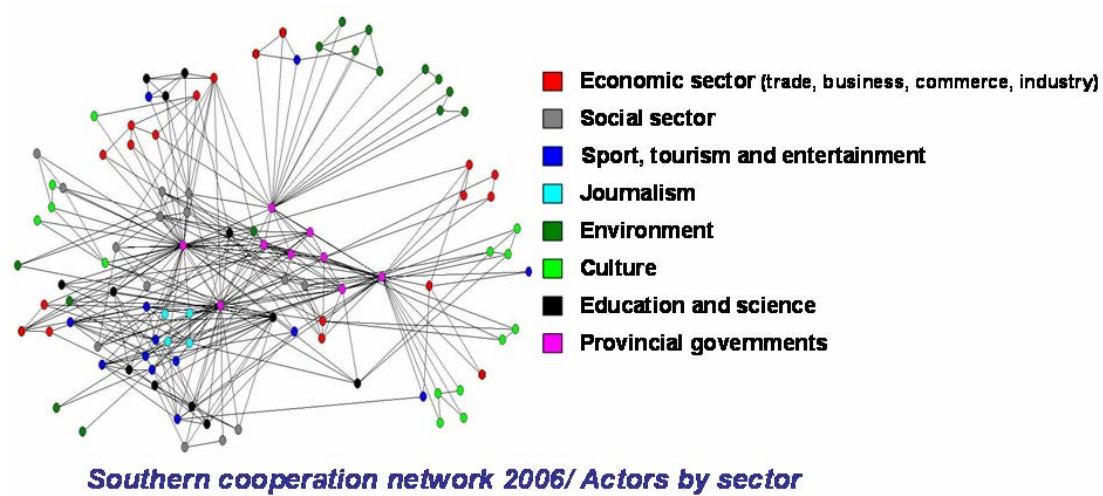 Economic sector (trade, business, commerce, industry)
Social sector
Sport, tourism and entertainment
Journalism
Environment
Culture
Education and science
Provincial governments
Southern cooperation network 2006/ Actors by sector